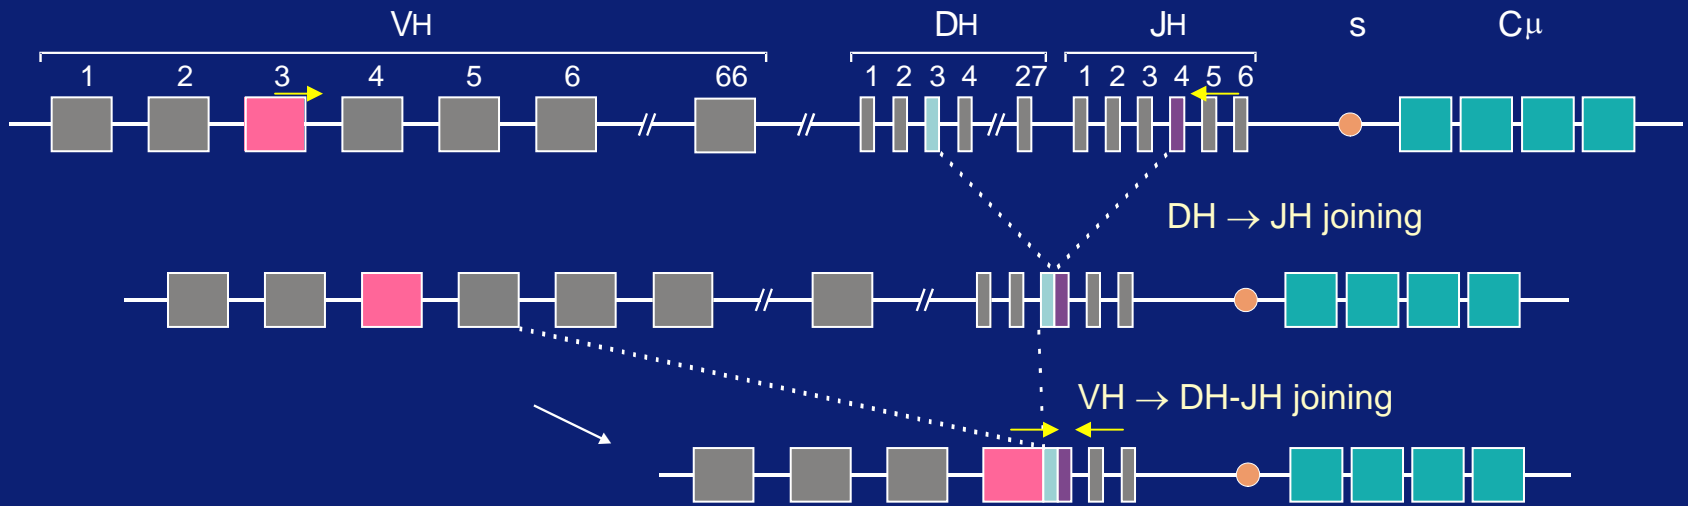 VH DH JH s Cμ
1 2 3 4 5 6 66 1 2 3 4 27 1 2 3 4 5 6
DH → JH joining
VH → DH-JH joining